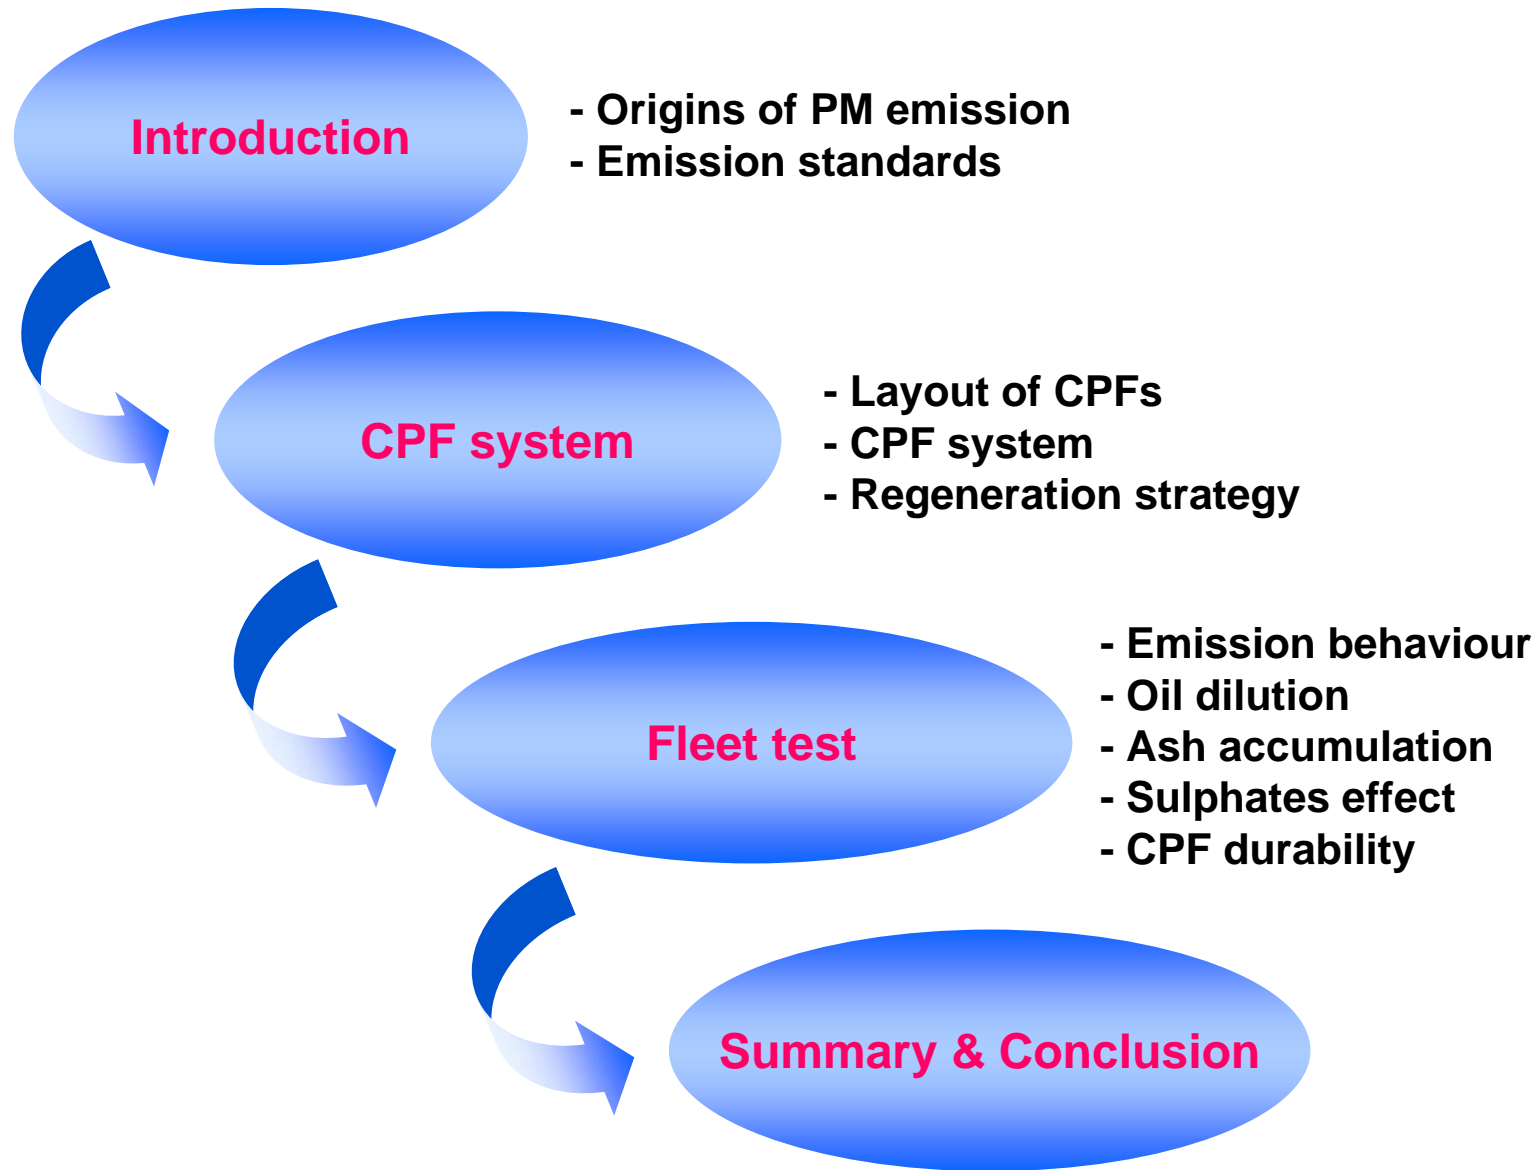 Introduction
- Origins of PM emission
- Emission standards
CPF system
- Layout of CPFs
- CPF system
- Regeneration strategy
Fleet test
- Emission behaviour
- Oil dilution
- Ash accumulation
- Sulphates effect
- CPF durability
Summary & Conclusion